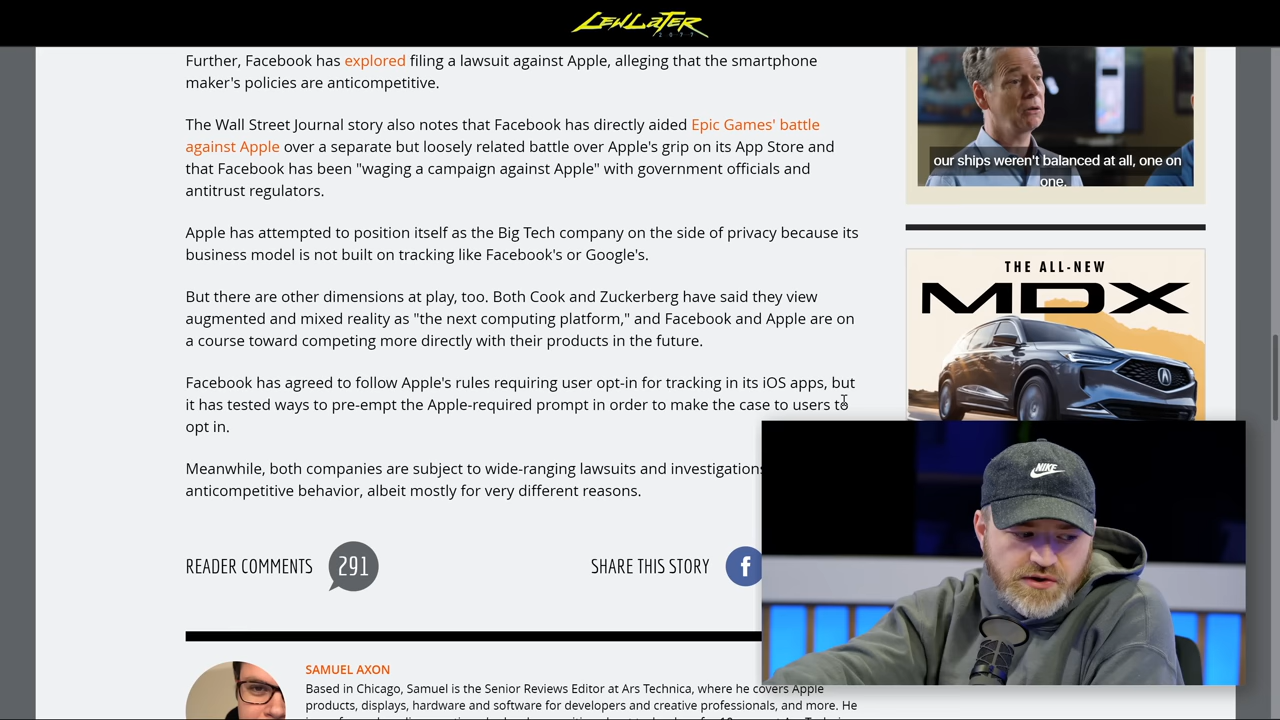 LEWLATER
2077
Further, Facebook has explored filing a lawsuit against Apple, alleging that the smartphone
maker's policies are anticompetitive.
The Wall Street Journal story also notes that Facebook has directly aided Epic Games' battle
against Apple over a separate but loosely related battle over Apple's grip on its App Store and
that Facebook has been "waging a campaign against Apple" with government officials and
antitrust regulators.
Apple has attempted to position itself as the Big Tech company on the side of privacy because its
business model is not built on tracking like Facebook's or Google's.
But there are other dimensions at play, too. Both Cook and Zuckerberg have said they view
augmented and mixed reality as "the next computing platform," and Facebook and Apple are on
a course toward competing more directly with their products in the future.
Facebook has agreed to follow Apple's rules requiring user opt-in for tracking in its iOS apps, but
it has tested ways to pre-empt the Apple-required prompt in order to make the case to users to
opt in.
Meanwhile, both companies are subject to wide-ranging lawsuits and investigations
anticompetitive behavior, albeit mostly for very different reasons.
READER COMMENTS 291
SHARE THIS STORY f
SAMUEL AXON
Based in Chicago, Samuel is the Senior Reviews Editor at Ars Technica, where he covers Apple
products, displays, hardware and software for developers and creative professionals, and more. He
our ships weren't balanced at all, one on
one.
THE ALL-NEW
MDX
NIKE